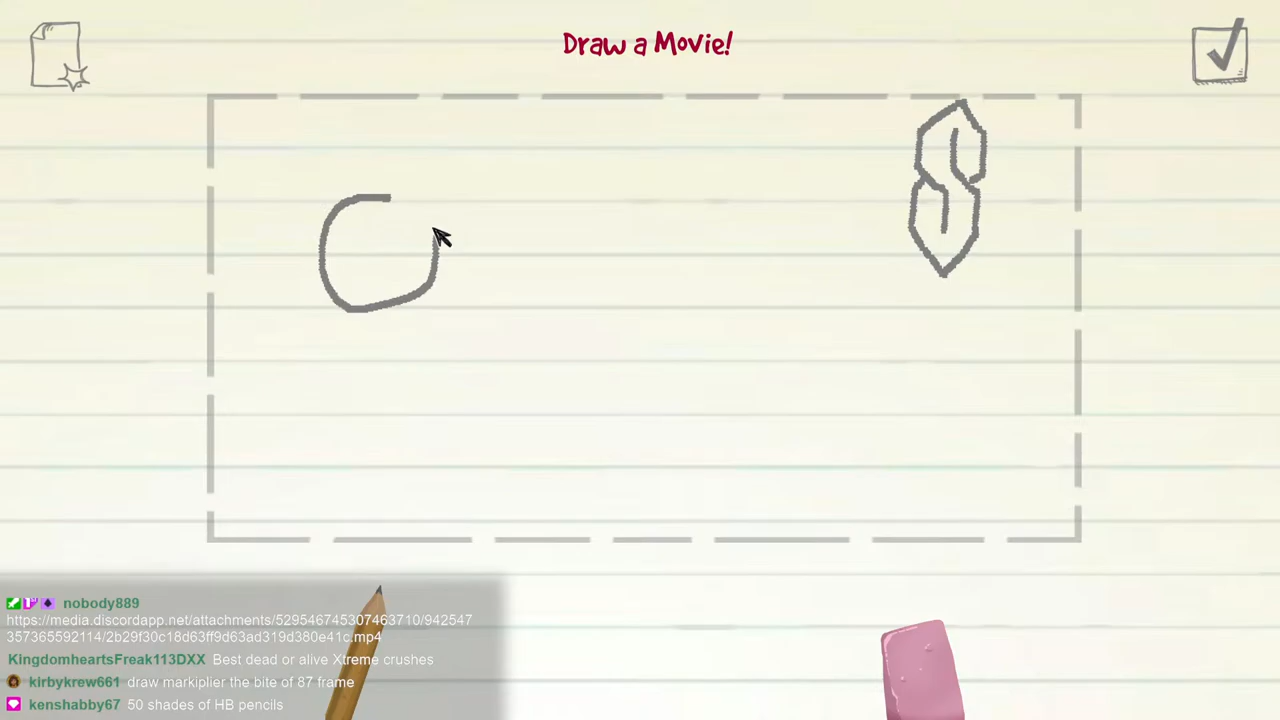 Draw a Movie!
nobody889
https://media.discordapp.net/attachments/529546745307463710/942547
357365592114/2b29f30c18d63ff9d63ad319d380e41c.mp4
KingdomheartsFreak113DXX Best dead or alive Xtreme crushes
kirbykrew661 draw markiplier the bite of 87 frame
kenshabby67 50 shades of HB pencils